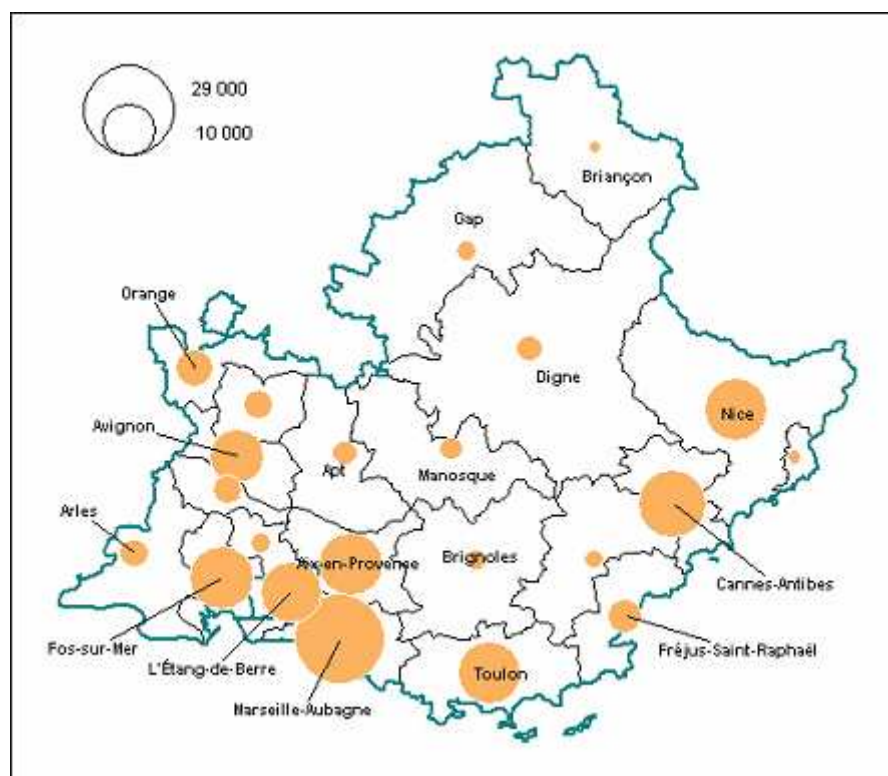 29 000
10 000
Briançon
Gap
Orange
Digne
Avignon
Nice
Apt
Manosque
Arles
Brignoles
Aix-en-Provence
Cannes-Antibes
Fos-sur-Mer
L'Étang-de-Berre
Toulon
Fréjus-Saint-Raphaël
Marseille-Aubagne